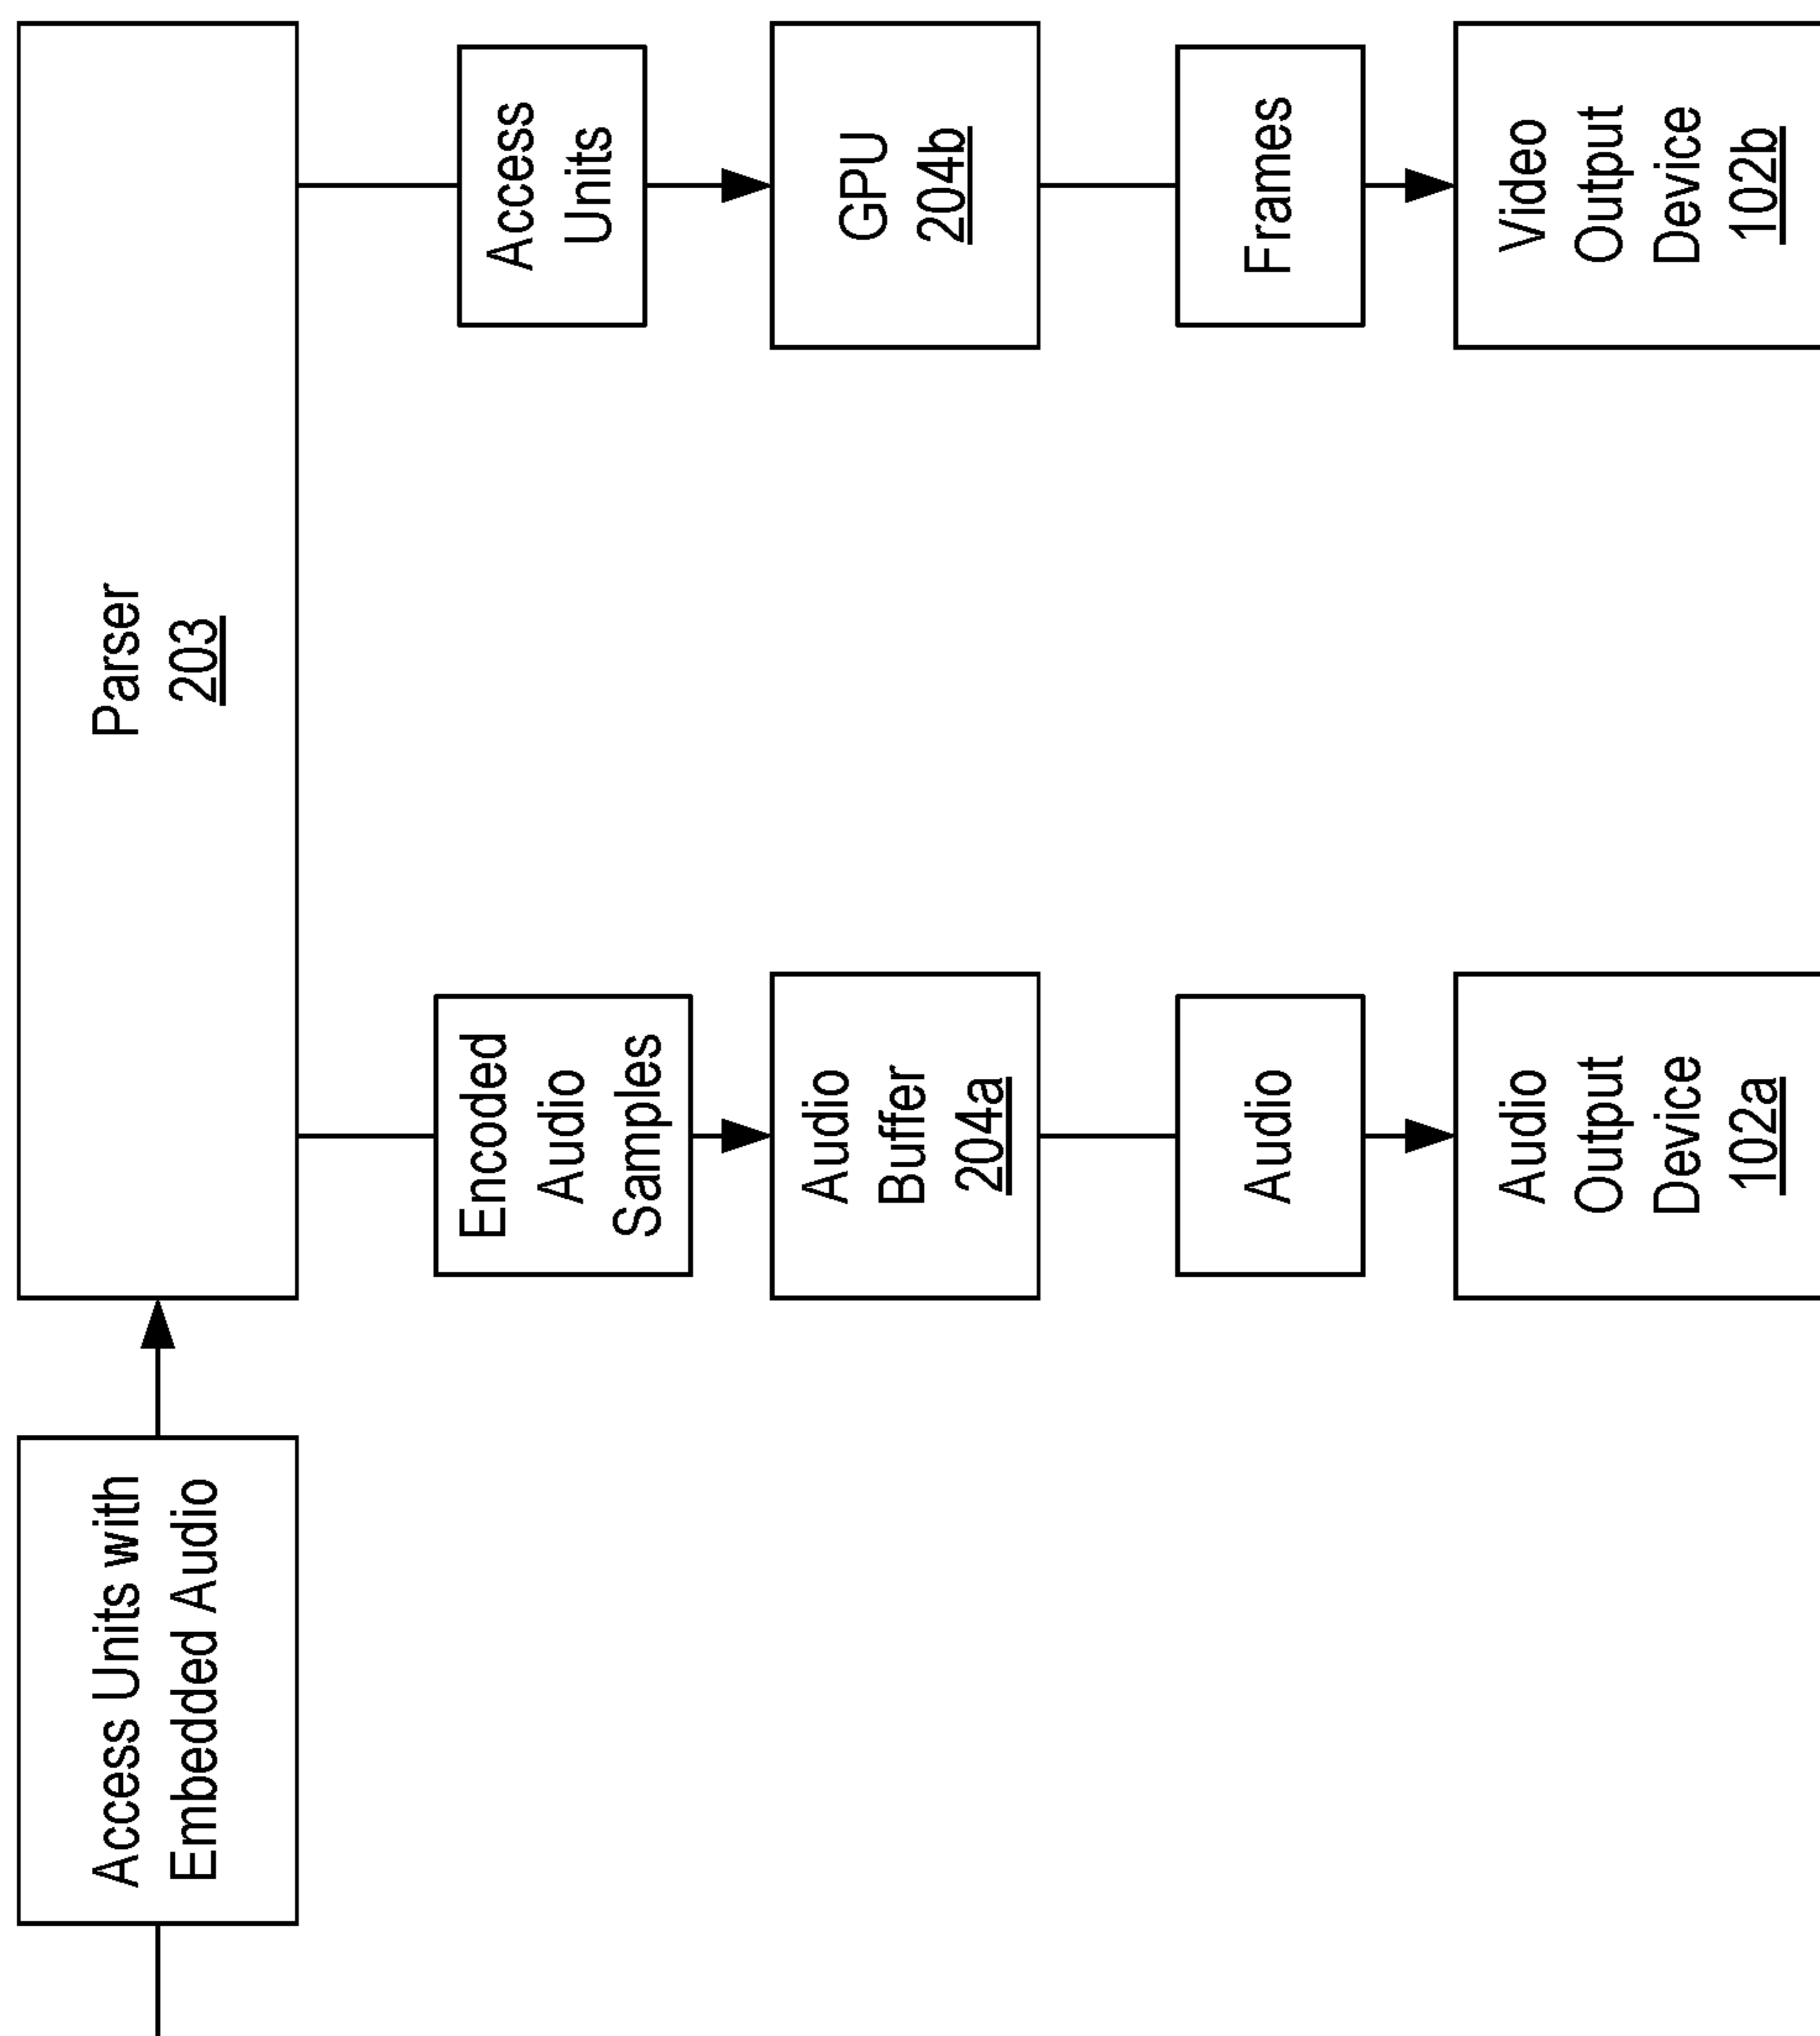 Access Units with
Embedded Audio
Parser
203
Encoded
Audio
Samples
Access
Units
Audio
Buffer
204a
GPU
204b
Audio
Frames
Audio
Output
Device
102a
Video
Output
Device
102b